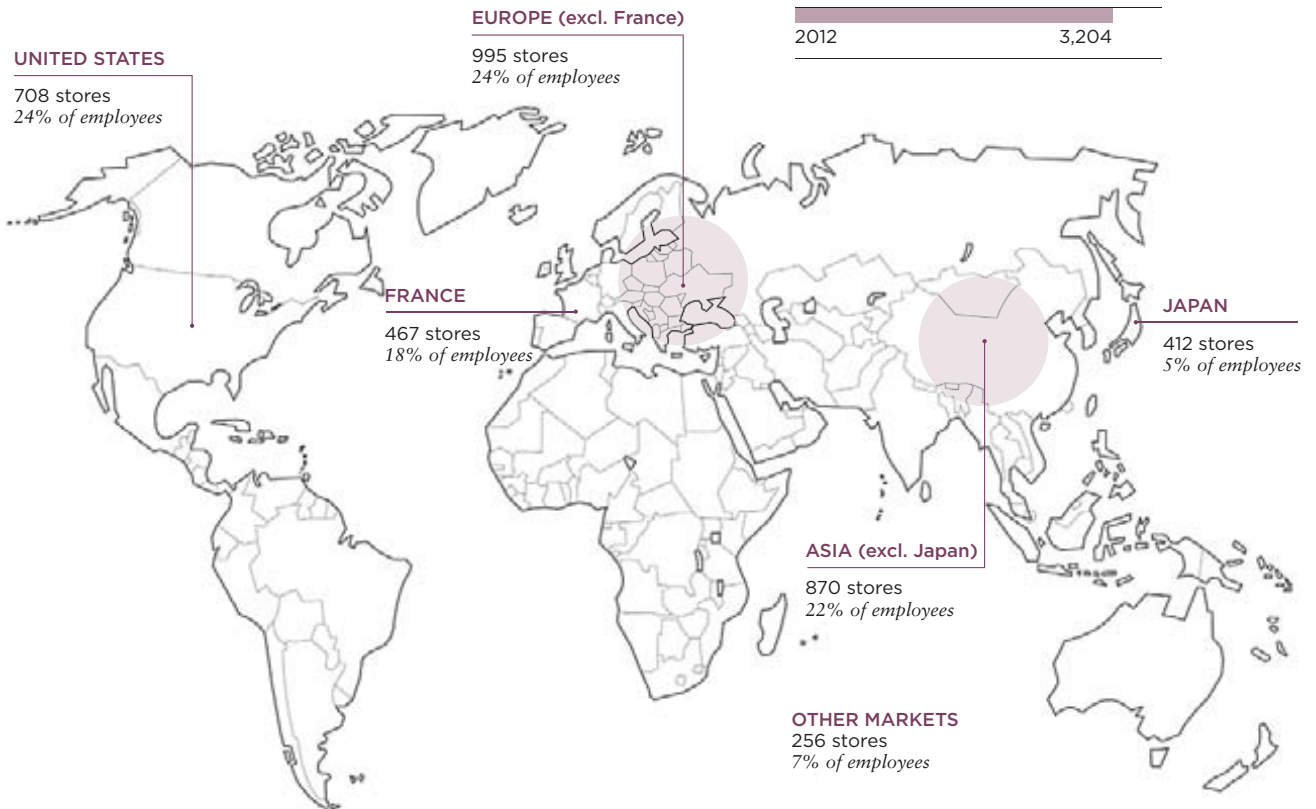 EUROPE (excl. France)
995 stores
24% of employees
2012 3,204
UNITED STATES
708 stores
24% of employees
FRANCE
467 stores
18% of employees
JAPAN
412 stores
5% of employees
ASIA (excl. Japan)
870 stores
22% of employees
OTHER MARKETS
256 stores
7% of employees